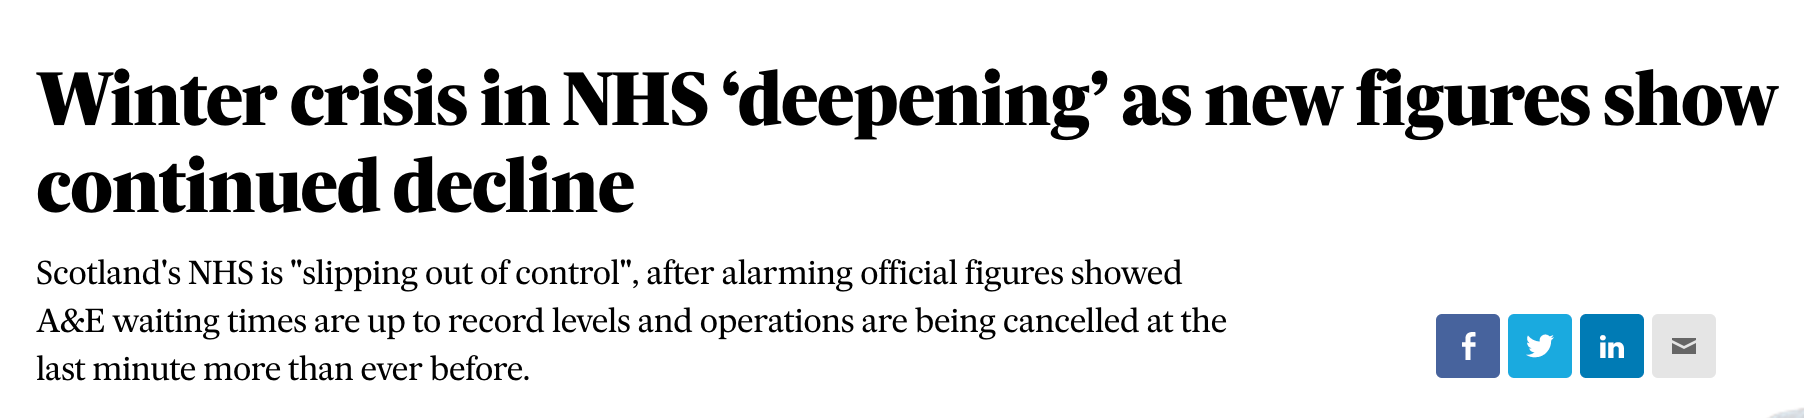 Winter crisis in NHS ‘deepening’ as new figures show
continued decline
Scotland's NHS is "slipping out of control", after alarming official figures showed
A&E waiting times are up to record levels and operations are being cancelled at the
last minute more than ever before.
f
in